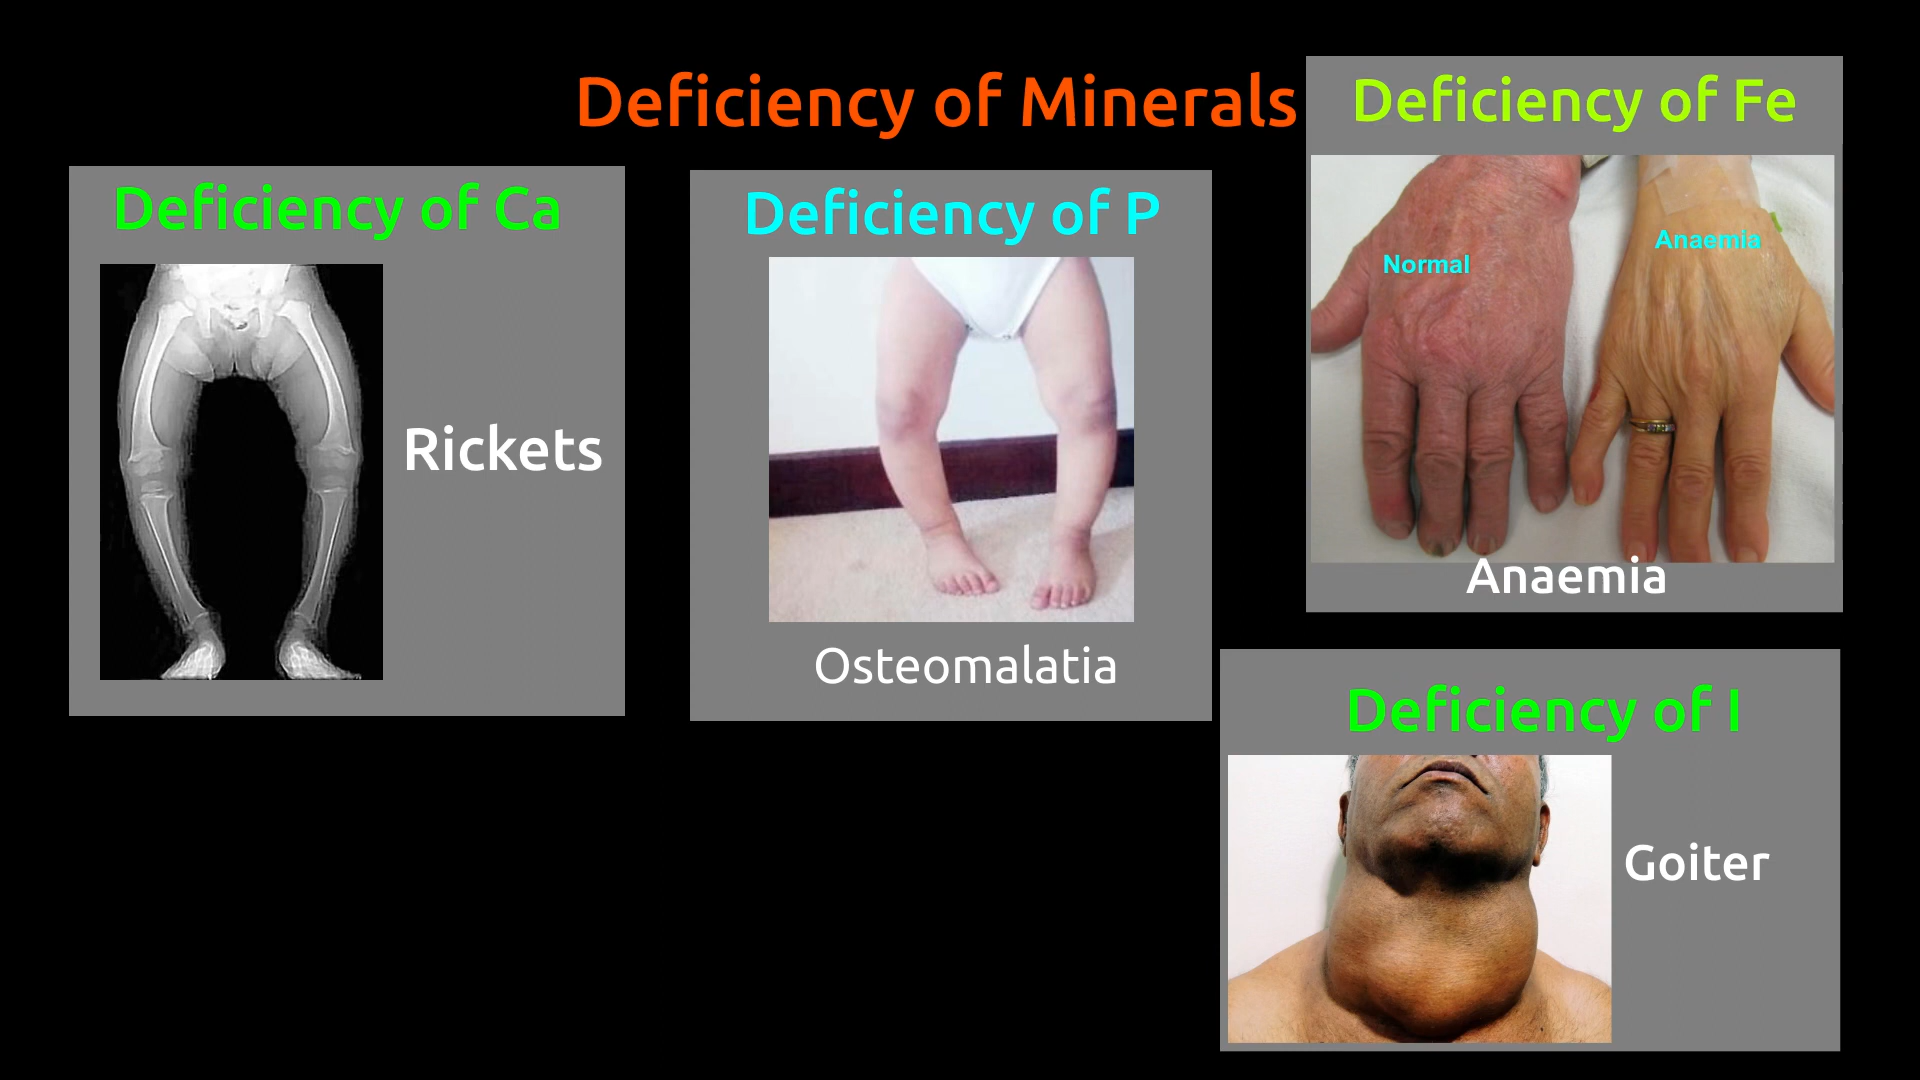 Deficiency of Minerals
Deficiency of Ca
Rickets
Deficiency of P
Osteomalatia
Deficiency of Fe
Normal
Anaemia
Anaemia
Deficiency of I
Goiter